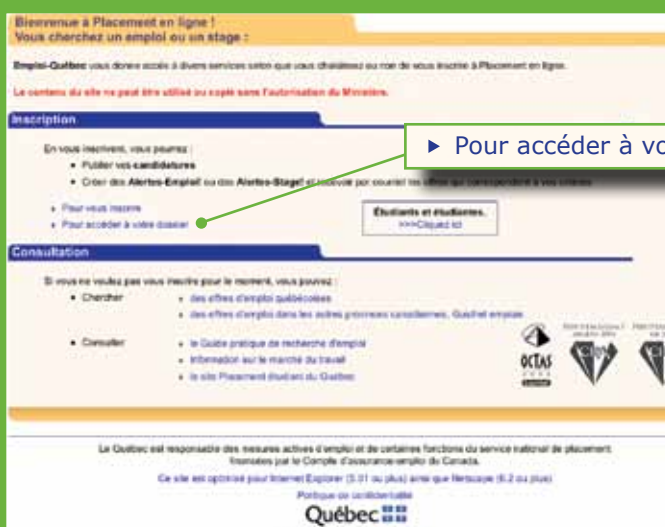 Bienvenue à Placement en ligne !
Vous cherchez un emploi ou un stage :
Emploi-Québec vous donne accès à divers services selon que vous choisissez ou non de vous inscrire à Placement en ligne.
Le contenu du site ne peut être utilisé ou copié sans l'autorisation du Ministère.
Inscription
En vous inscrivant, vous pourrez :
• Publier vos candidatures
• Créer des Alertes-Emploi! ou des Alertes-Stage! et recevoir par courriel les offres qui correspondent à vos critères
▸ Pour accéder à vo
• Pour vous inscrire
• Pour accéder à votre dossier
Étudiants et étudiantes,
>>>Cliquez ici
Consultation
Si vous ne voulez pas vous inscrire pour le moment, vous pouvez :
• Chercher
• des offres d'emploi québécoises
• des offres d'emploi dans les autres provinces canadiennes, Guichet emplois
• Consulter
• le Guide pratique de recherche d'emploi
• Information sur le marché du travail
• le site Placement étudiant du Québec
OCTAS
Le Québec est responsable des mesures actives d'emploi et de certaines fonctions du service national de placement
financées par le Compte d'assurance-emploi du Canada.
Ce site est optimisé pour Internet Explorer (5.01 ou plus) ainsi que Netscape (6.2 ou plus)
Politique de confidentialité
Québec